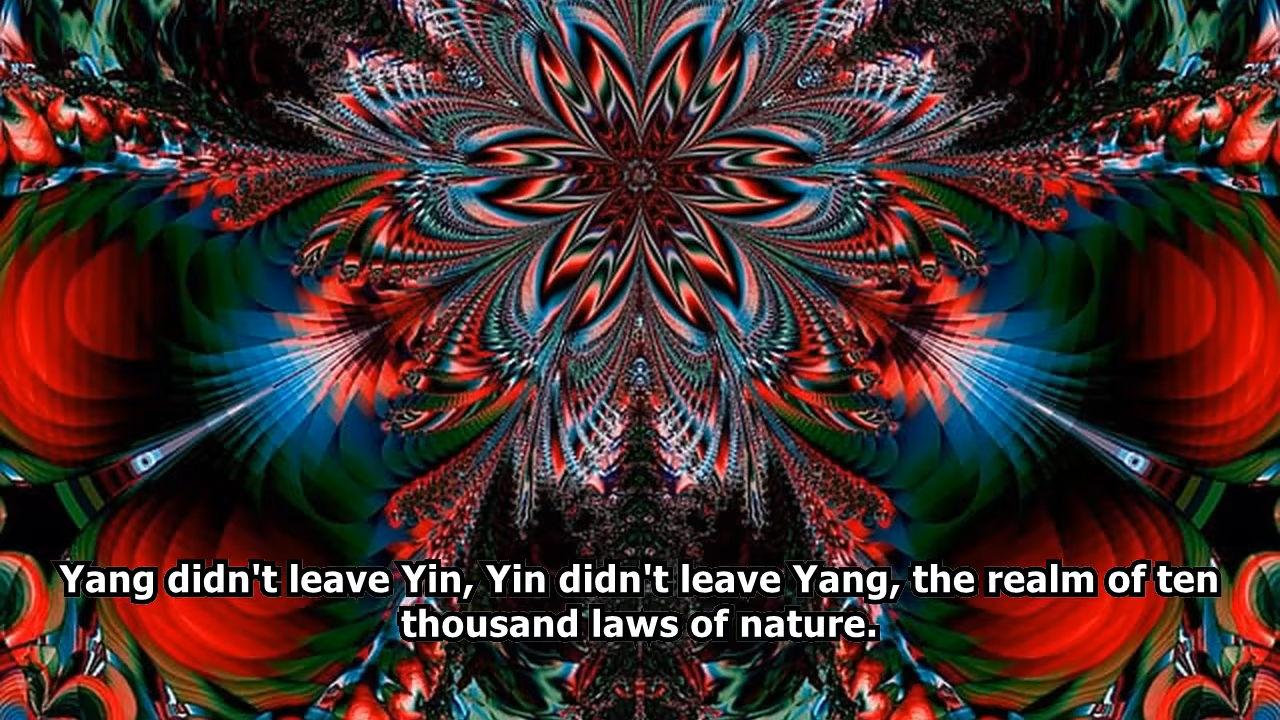 Yang didn't leave Yin, Yin didn't leave Yang, the realm of ten
thousand laws of nature.